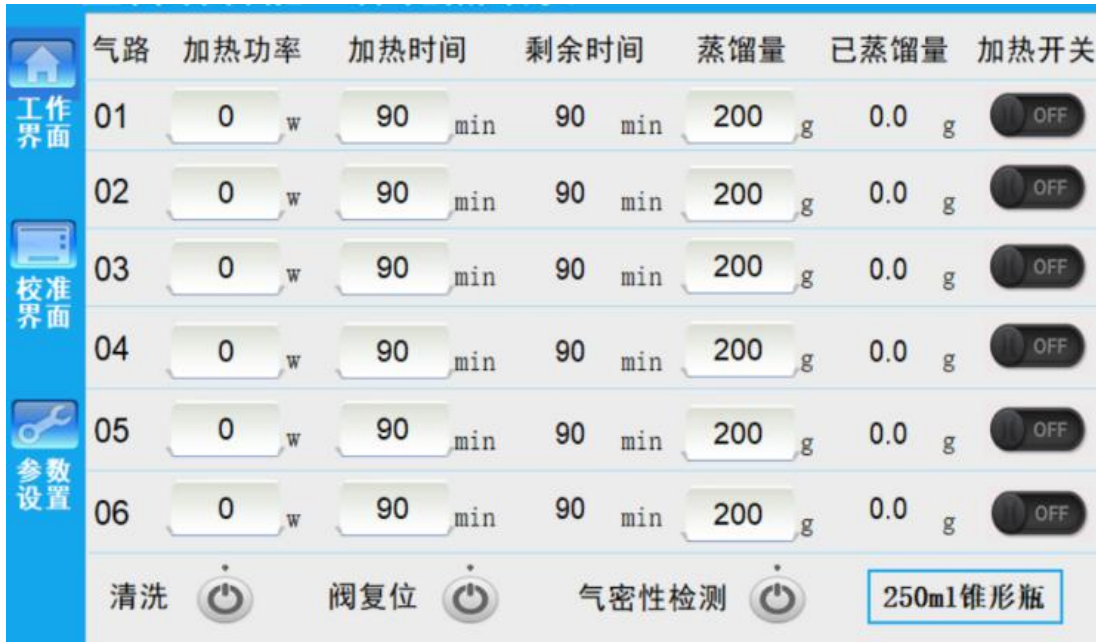 气路 加热功率 加热时间 剩余时间 蒸馏量 已蒸馏量 加热开关
01 0 W 90 min 90 min 200 g 0.0 g OFF
02 0 W 90 min 90 min 200 g 0.0 g OFF
03 0 W 90 min 90 min 200 g 0.0 g OFF
04 0 W 90 min 90 min 200 g 0.0 g OFF
05 0 W 90 min 90 min 200 g 0.0 g OFF
06 0 W 90 min 90 min 200 g 0.0 g OFF
清洗 阀复位 气密性检测 250ml锥形瓶
工作
界面
校准
界面
参数
设置